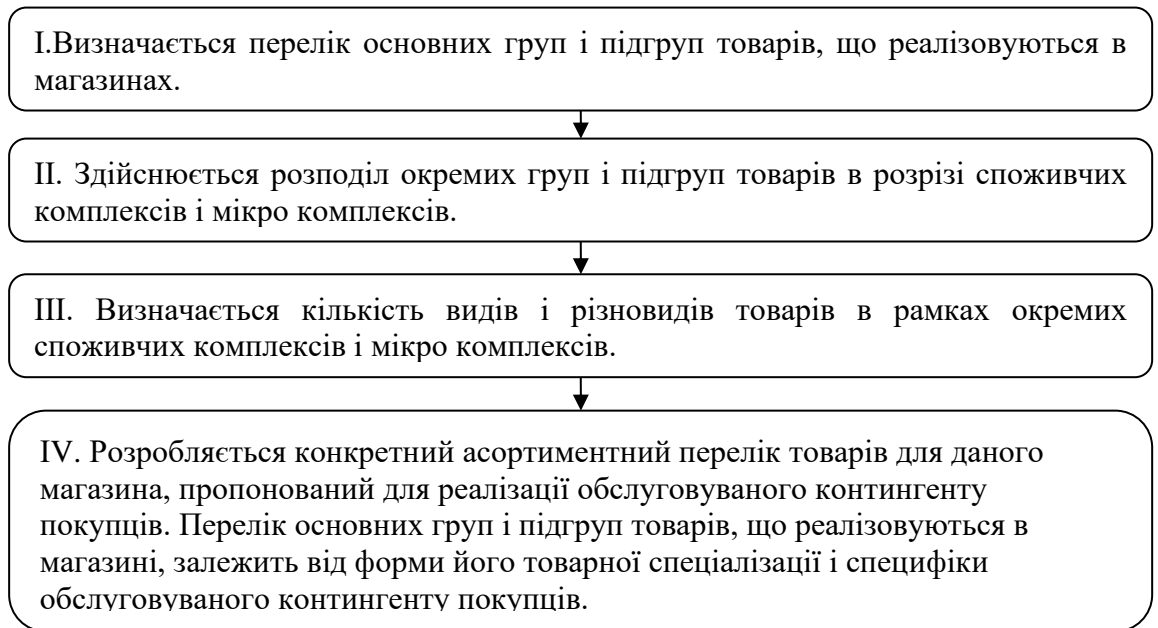 І.Визначається перелік основних груп і підгруп товарів, що реалізовуються в
магазинах.
ІІ. Здійснюється розподіл окремих груп і підгруп товарів в розрізі споживчих
комплексів і мікро комплексів.
ІІІ. Визначається кількість видів і різновидів товарів в рамках окремих
споживчих комплексів і мікро комплексів.
IV. Розробляється конкретний асортиментний перелік товарів для даного
магазина, пропонований для реалізації обслуговуваного контингенту
покупців. Перелік основних груп і підгруп товарів, що реалізовуються в
магазині, залежить від форми його товарної спеціалізації і специфіки
обслуговуваного контингенту покупців.